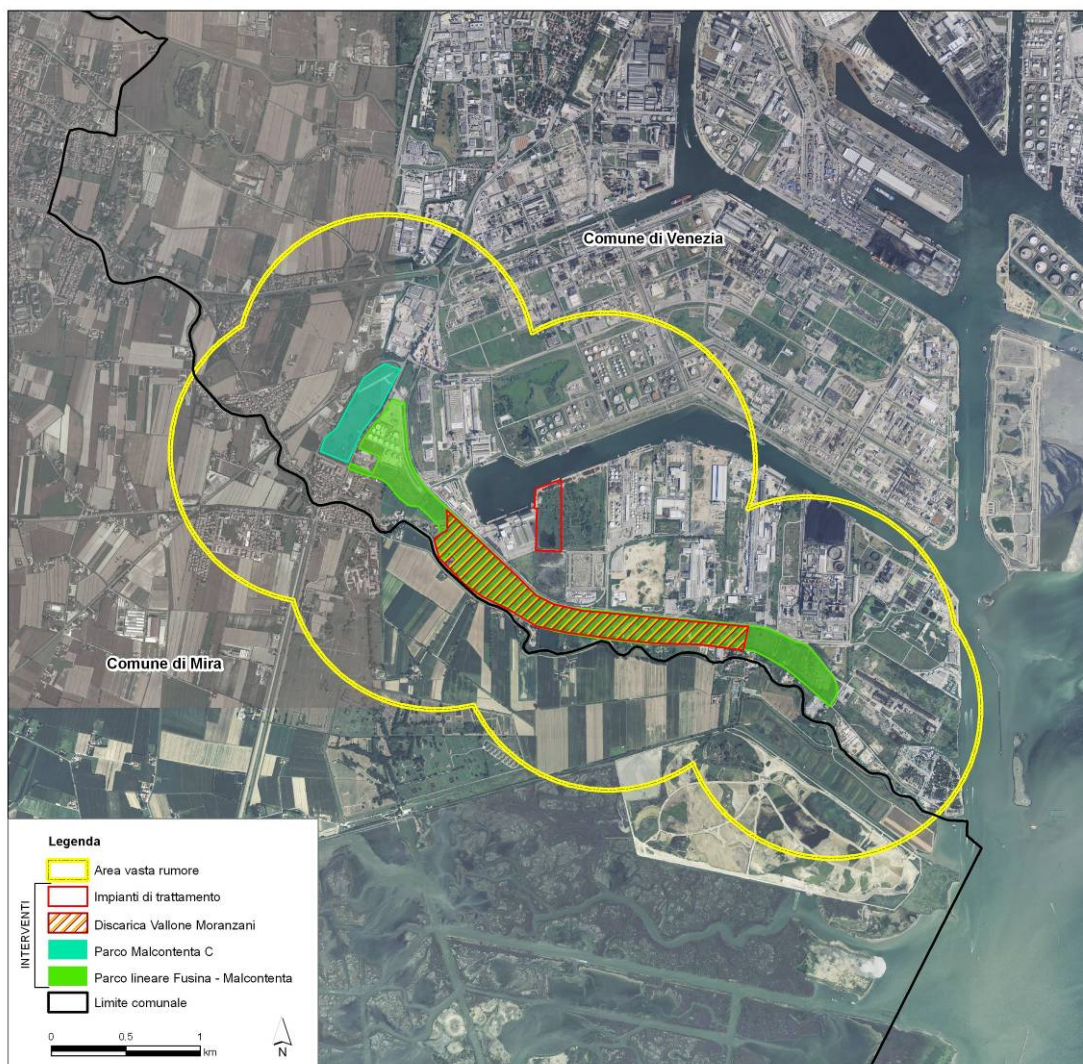 Comune di Venezia
Comune di Mira
Legenda
Area vasta rumore
INTERVENTI
Impianti di trattamento
Discarica Vallone Moranzani
Parco Malcontenta C
Parco lineare Fusina - Malcontenta
Limite comunale
0 0.5 1
km
N